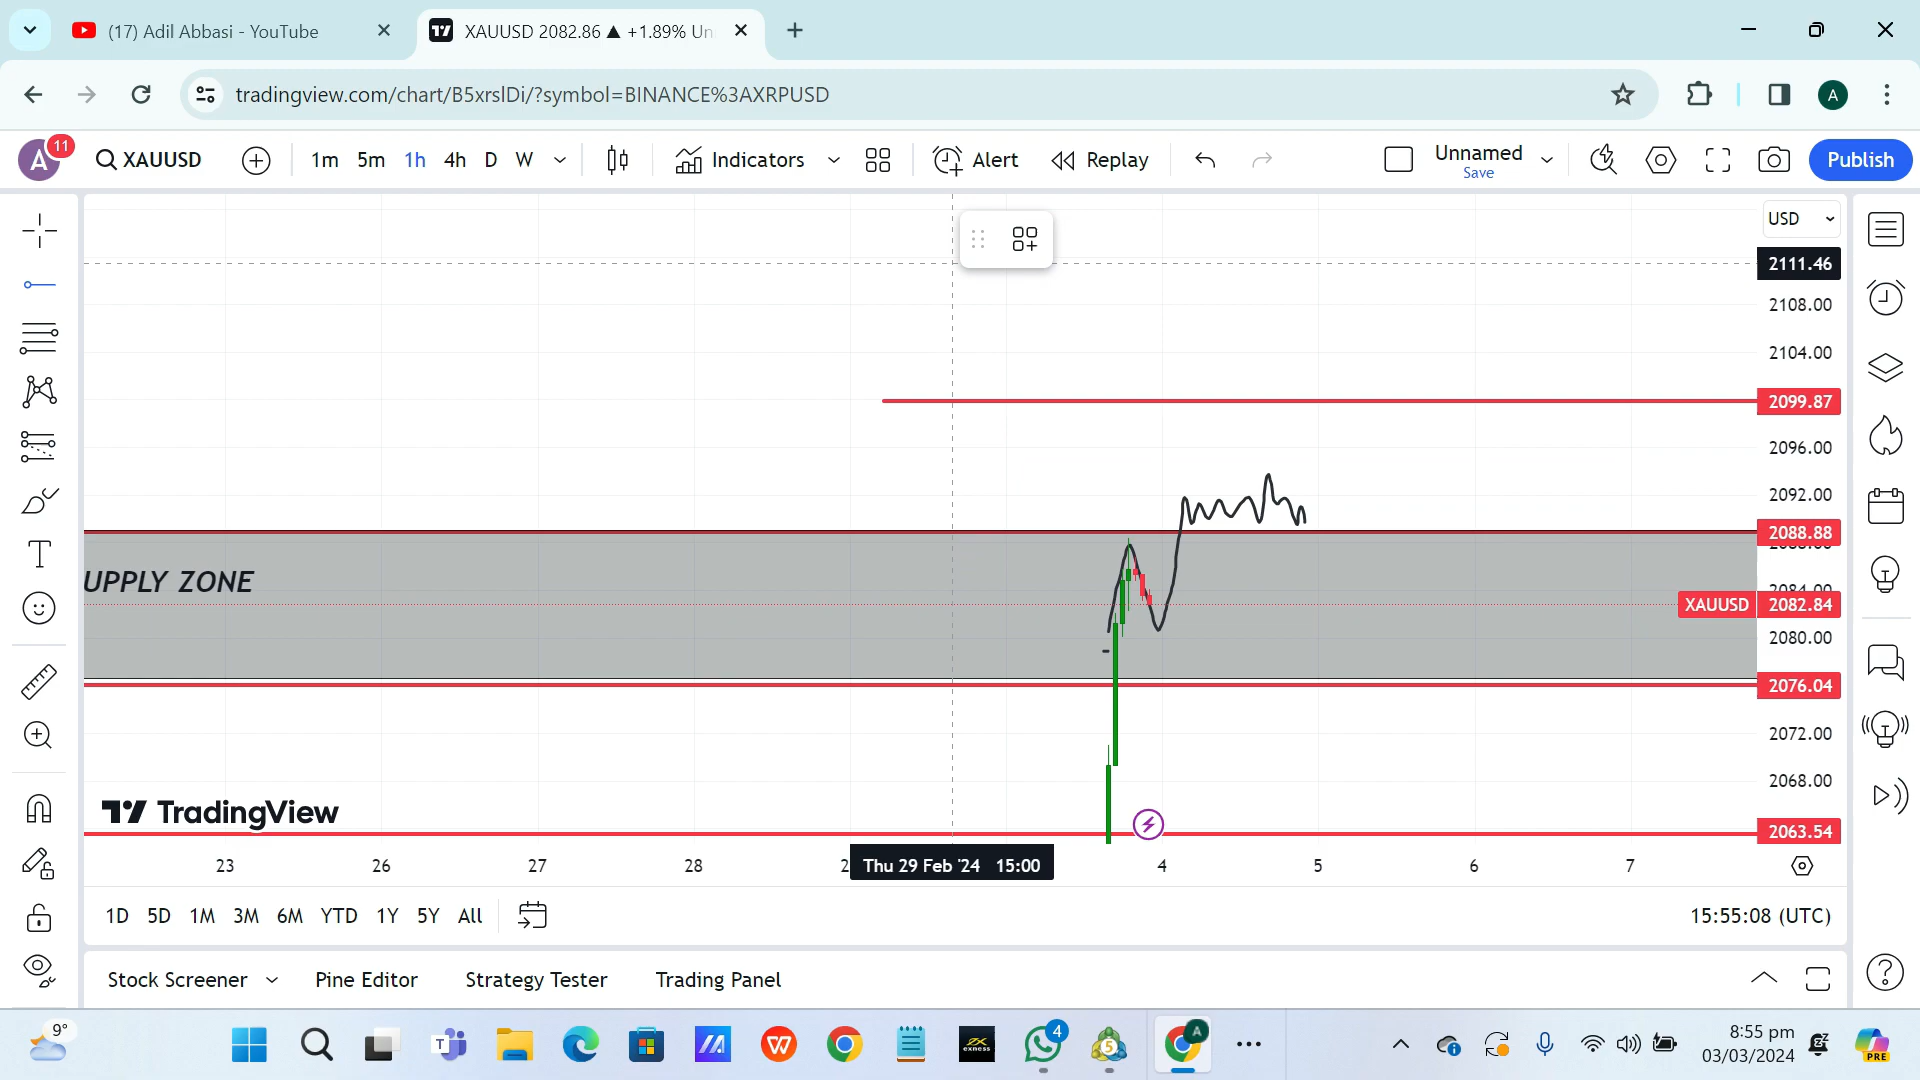 (17) Adil Abbasi - YouTube
XAUUSD 2082.86 ▲ +1.89% Un
tradingview.com/chart/B5xrslDi/?symbol=BINANCE%3AXRPUSD
A
A 11 XAUUSD 1m 5m 1h 4h D W Indicators Alert Replay Unnamed Save Publish
USD
2111.46
2108.00
2104.00
2099.87
2096.00
2092.00
2088.88
UPPLY ZONE
2084.00
XAUUSD 2082.84
2080.00
2076.04
2072.00
2068.00
TradingView
2063.54
23 26 27 28 2 Thu 29 Feb '24 15:00 4 5 6 7
1D 5D 1M 3M 6M YTD 1Y 5Y All 15:55:08 (UTC)
Stock Screener Pine Editor Strategy Tester Trading Panel
9°
4
5
A
8:55 pm
03/03/2024
PRE